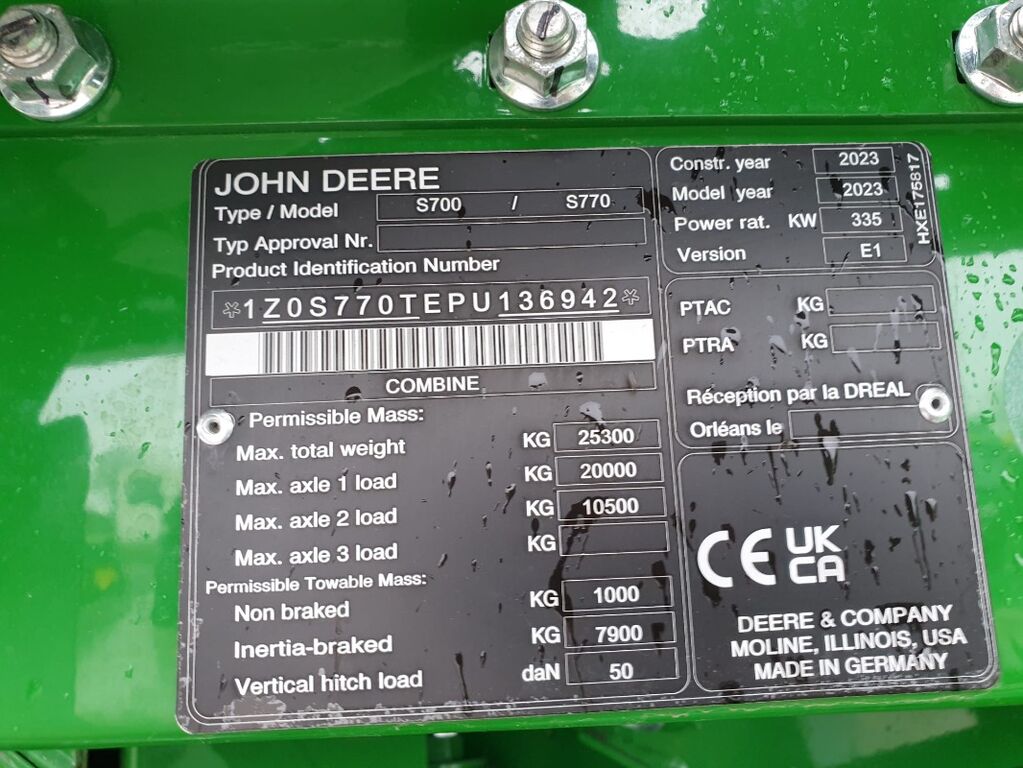 JOHN DEERE
Type / Model S700 / S770
Typ Approval Nr.
Product Identification Number
*1Z0S770TEPU136942*
COMBINE
Permissible Mass:
Max. total weight KG 25300
Max. axle 1 load KG 20000
Max. axle 2 load KG 10500
Max. axle 3 load KG
Permissible Towable Mass:
Non braked KG 1000
Inertia-braked KG 7900
Vertical hitch load daN 50
Constr. year 2023
Model year 2023
Power rat. KW 335
Version E1
HXE175817
PTAC KG
PTRA KG
Réception par la DREAL
Orléans le
CE UK
CA
DEERE & COMPANY
MOLINE, ILLINOIS, USA
MADE IN GERMANY